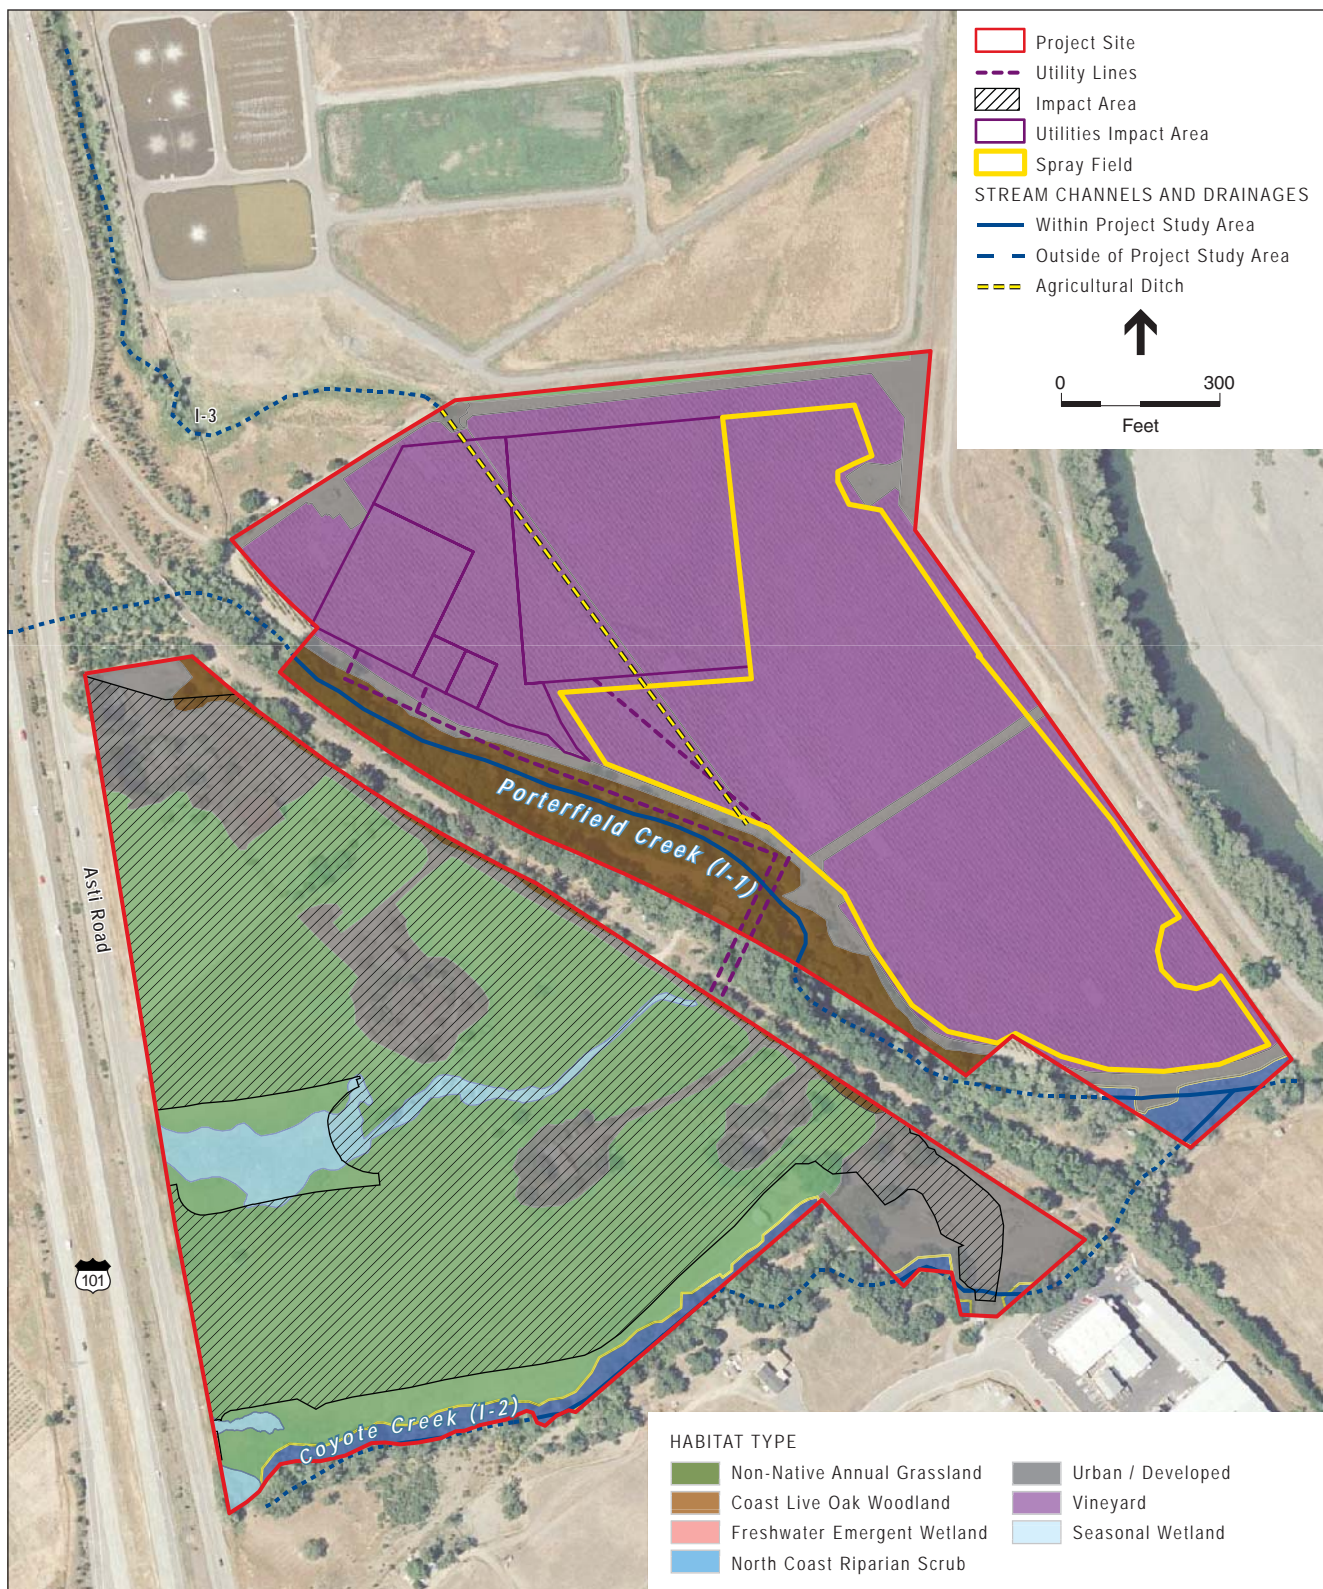 Project Site
Utility Lines
Impact Area
Utilities Impact Area
Spray Field
STREAM CHANNELS AND DRAINAGES
Within Project Study Area
Outside of Project Study Area
Agricultural Ditch
0 300
Feet
I-3
Porterfield Creek (I-1)
Asti Road
101
Coyote Creek (I-2)
HABITAT TYPE
Non-Native Annual Grassland
Coast Live Oak Woodland
Freshwater Emergent Wetland
North Coast Riparian Scrub
Urban / Developed
Vineyard
Seasonal Wetland